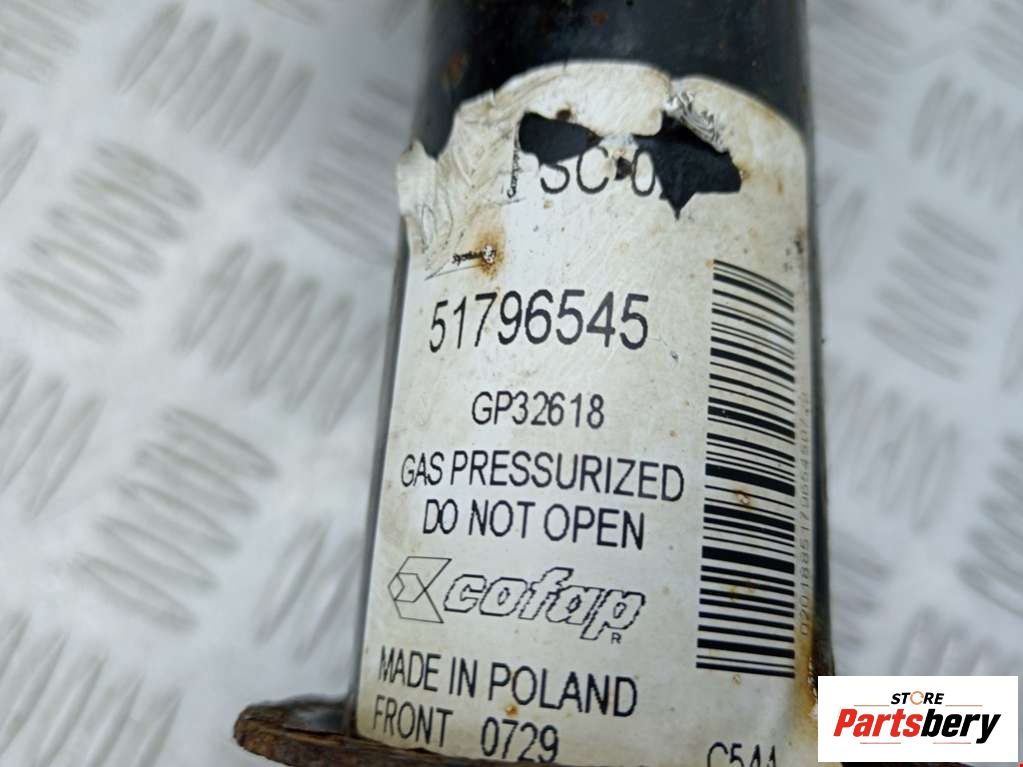 SC-0
51796545
GP32618
GAS PRESSURIZED
DO NOT OPEN
cofap
R
MADE IN POLAND
FRONT 0729
C544
STORE
Partsbery